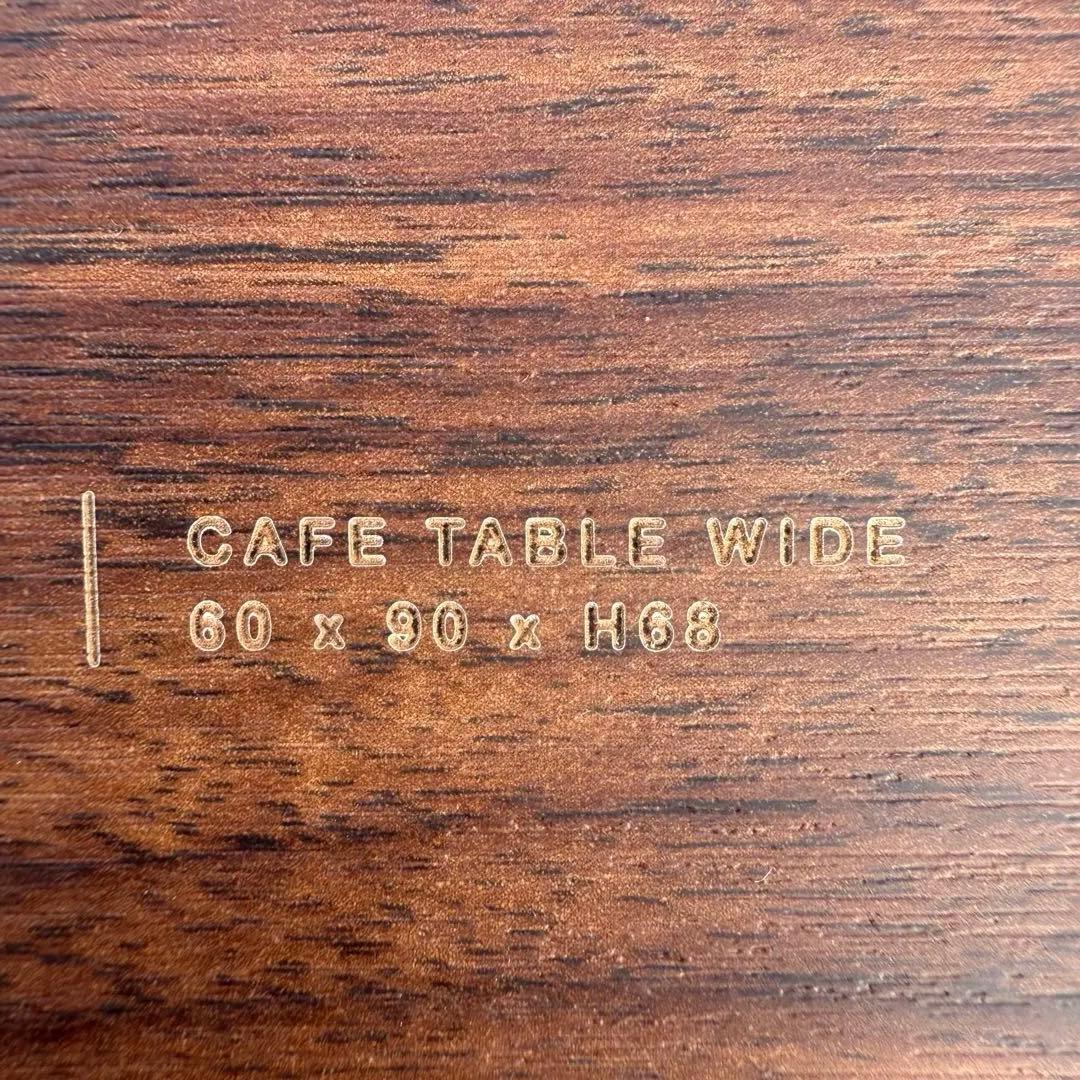 CAFE TABLE WIDE
60 x 90 x H68